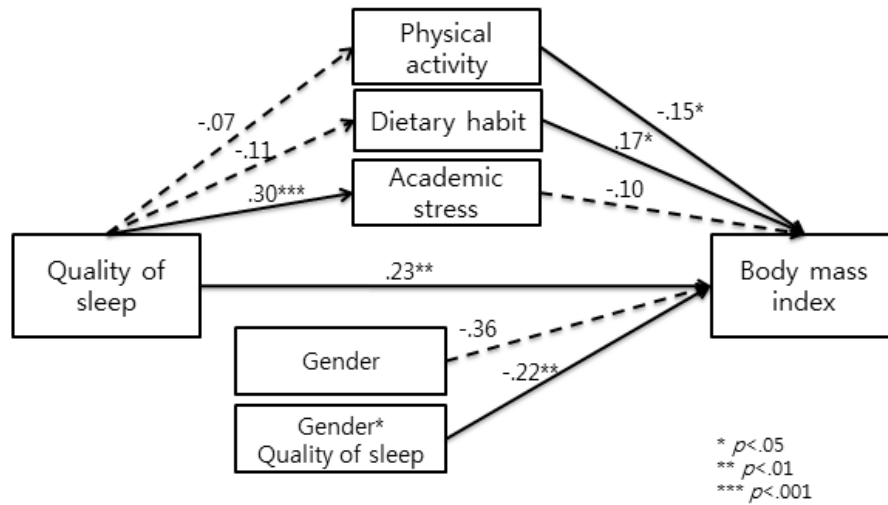 Physical
activity
-.07
-.15*
Dietary habit
-.11
.17*
Academic
stress
.30***
-.10
Quality of
sleep
.23**
Body mass
index
Gender
-.36
Gender*
Quality of sleep
-.22**
* p<.05
** p<.01
*** p<.001